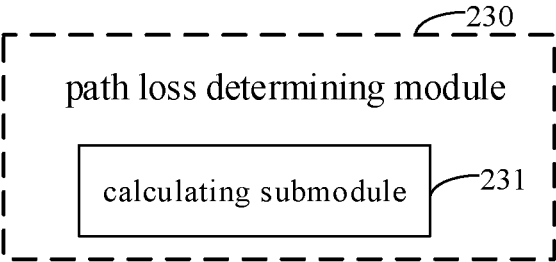 230
path loss determining module
calculating submodule
231